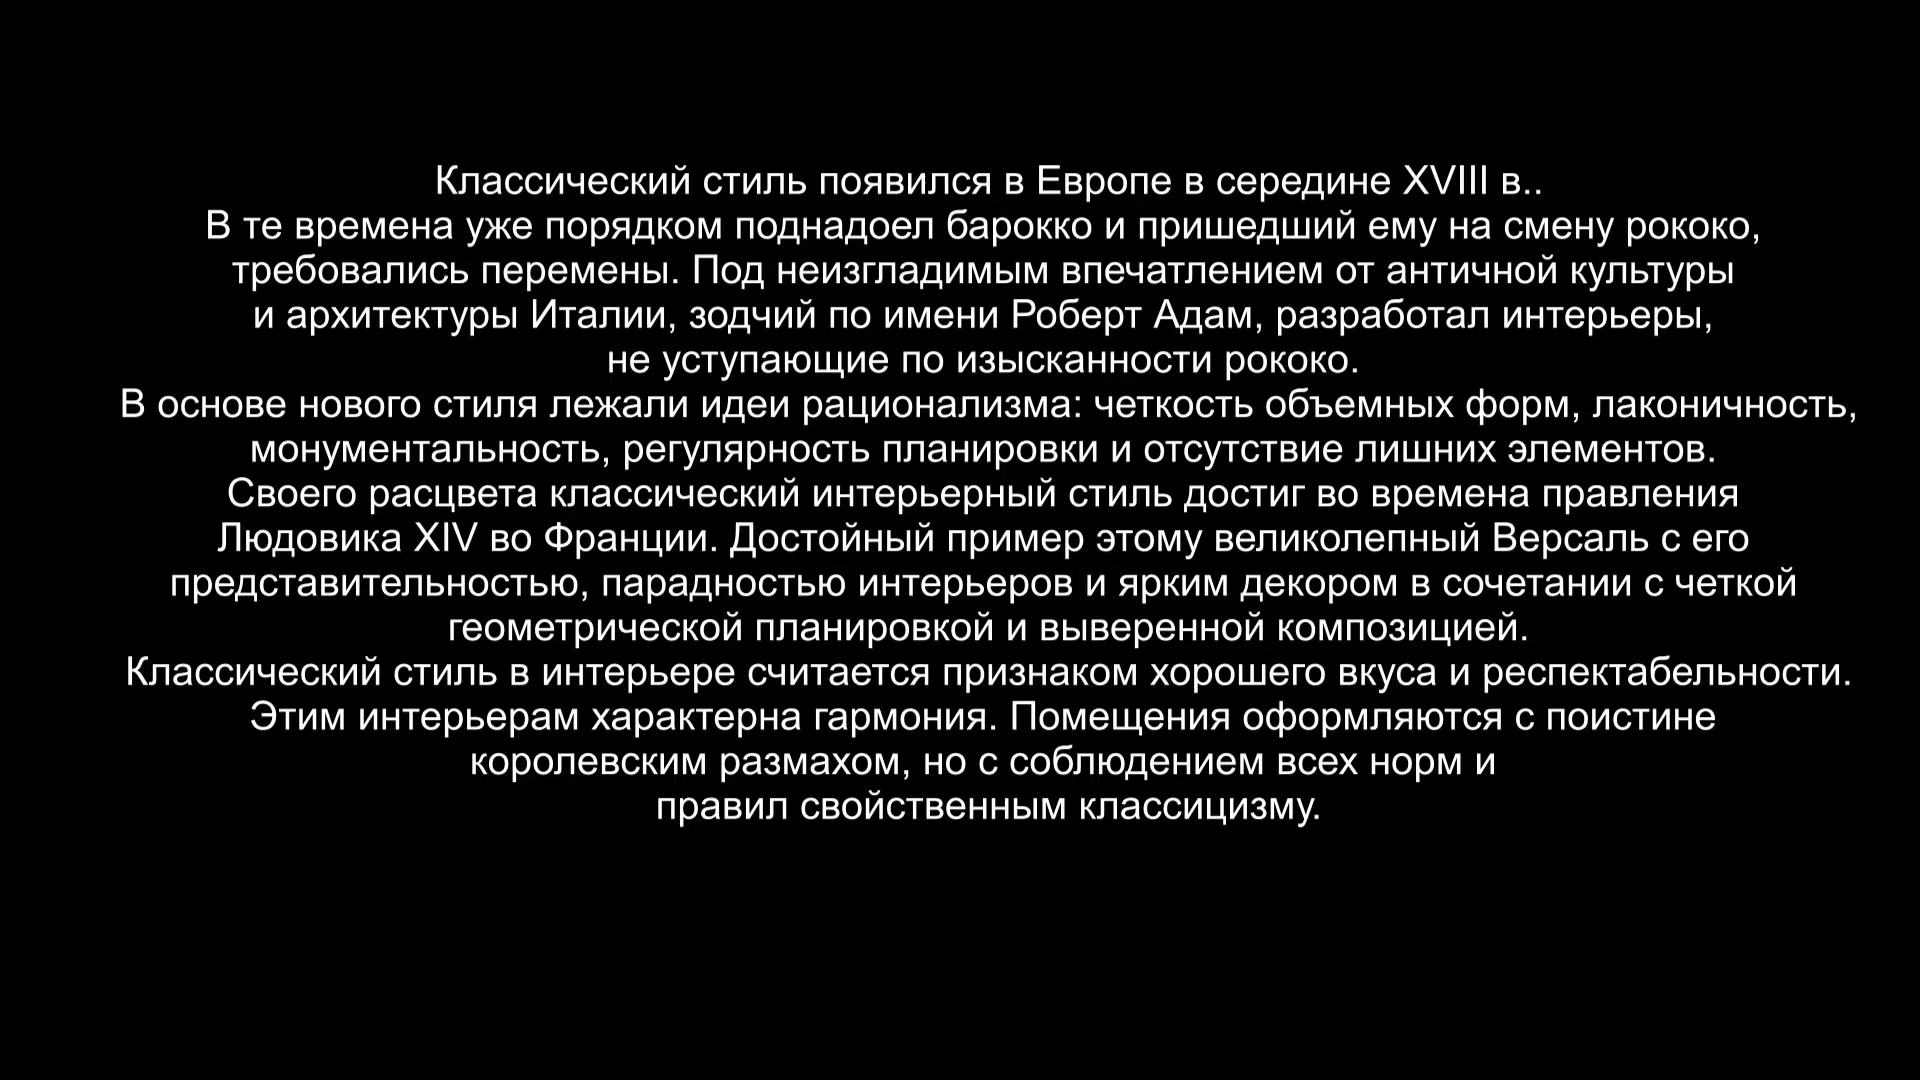 Классический стиль появился в Европе в середине XVIII в..
В те времена уже порядком поднадоел барокко и пришедший ему на смену рококо,
требовались перемены. Под неизгладимым впечатлением от античной культуры
и архитектуры Италии, зодчий по имени Роберт Адам, разработал интерьеры,
не уступающие по изысканности рококо.
В основе нового стиля лежали идеи рационализма: четкость объемных форм, лаконичность,
монументальность, регулярность планировки и отсутствие лишних элементов.
Своего расцвета классический интерьерный стиль достиг во времена правления
Людовика XIV во Франции. Достойный пример этому великолепный Версаль с его
представительностью, парадностью интерьеров и ярким декором в сочетании с четкой
геометрической планировкой и выверенной композицией.
Классический стиль в интерьере считается признаком хорошего вкуса и респектабельности.
Этим интерьерам характерна гармония. Помещения оформляются с поистине
королевским размахом, но с соблюдением всех норм и
правил свойственным классицизму.